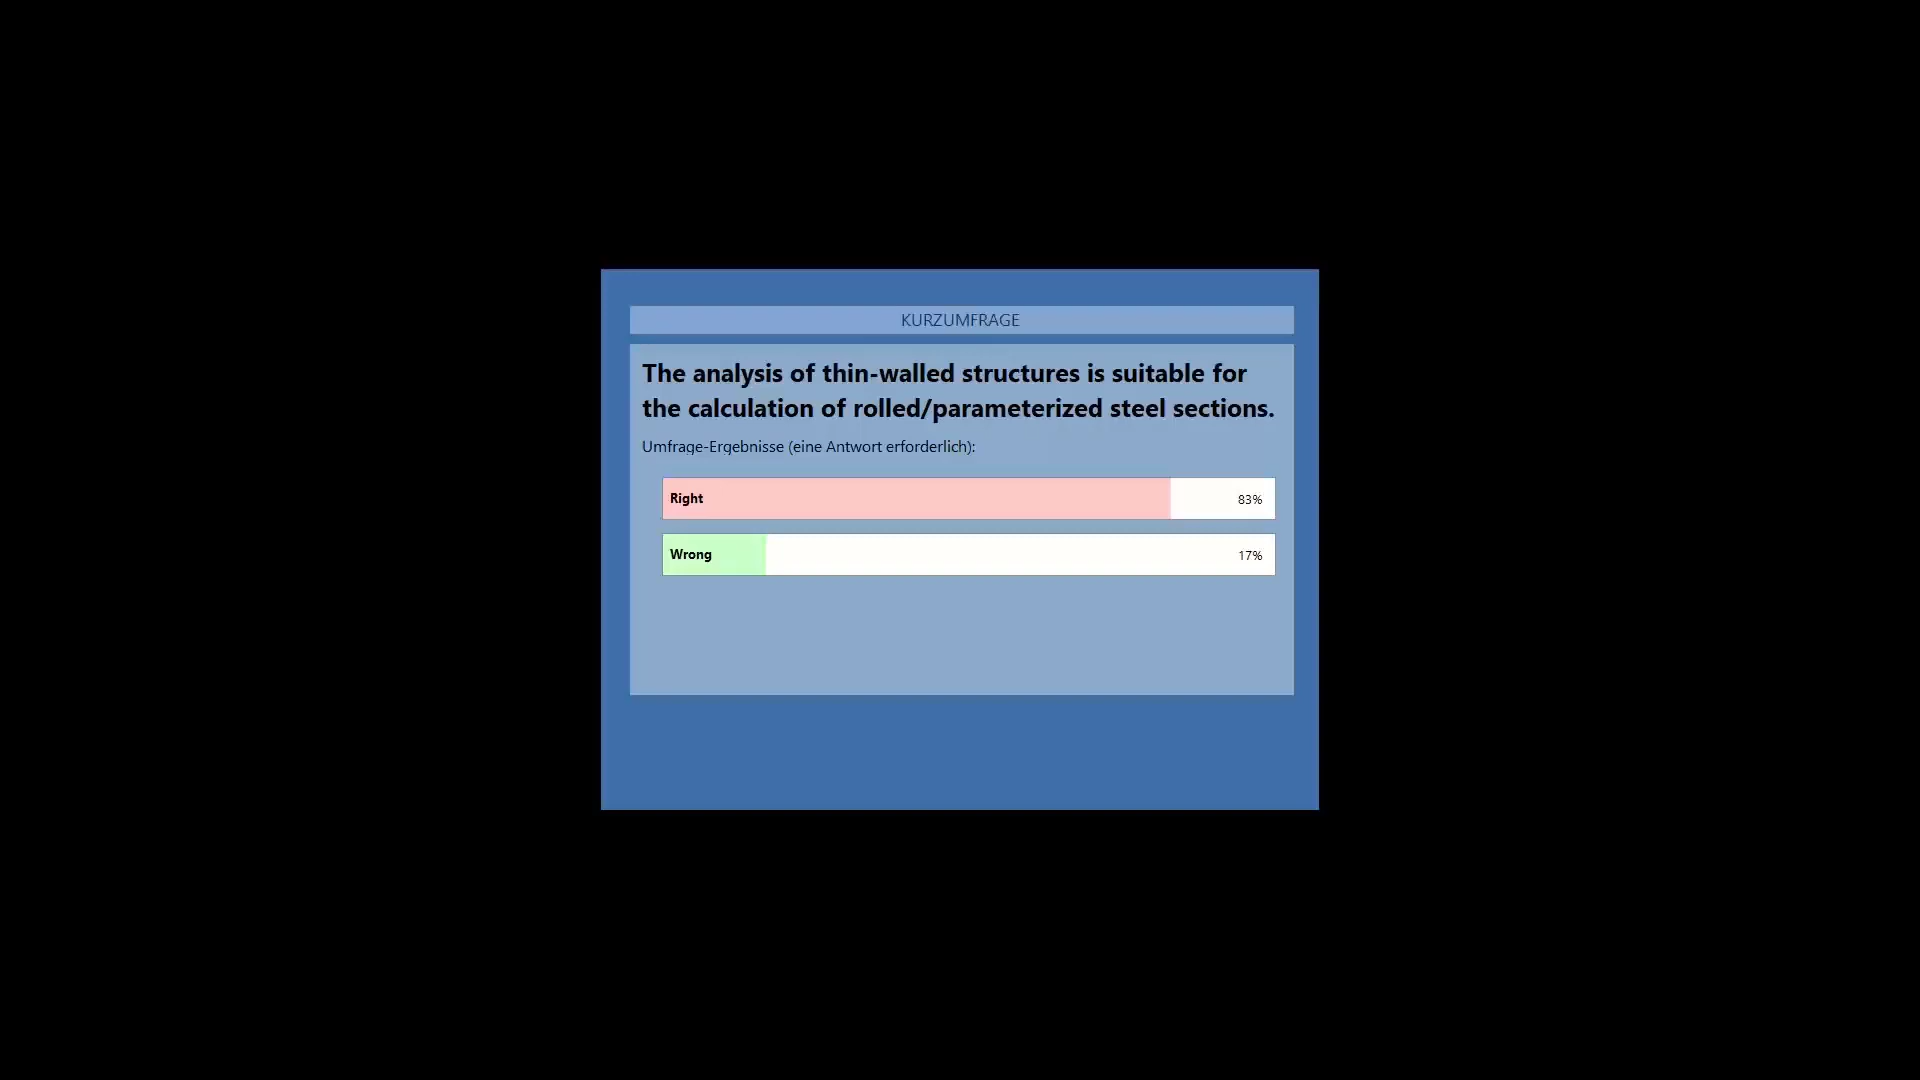 KURZUMFRAGE
The analysis of thin-walled structures is suitable for
the calculation of rolled/parameterized steel sections.
Umfrage-Ergebnisse (eine Antwort erforderlich):
Right 83%
Wrong 17%